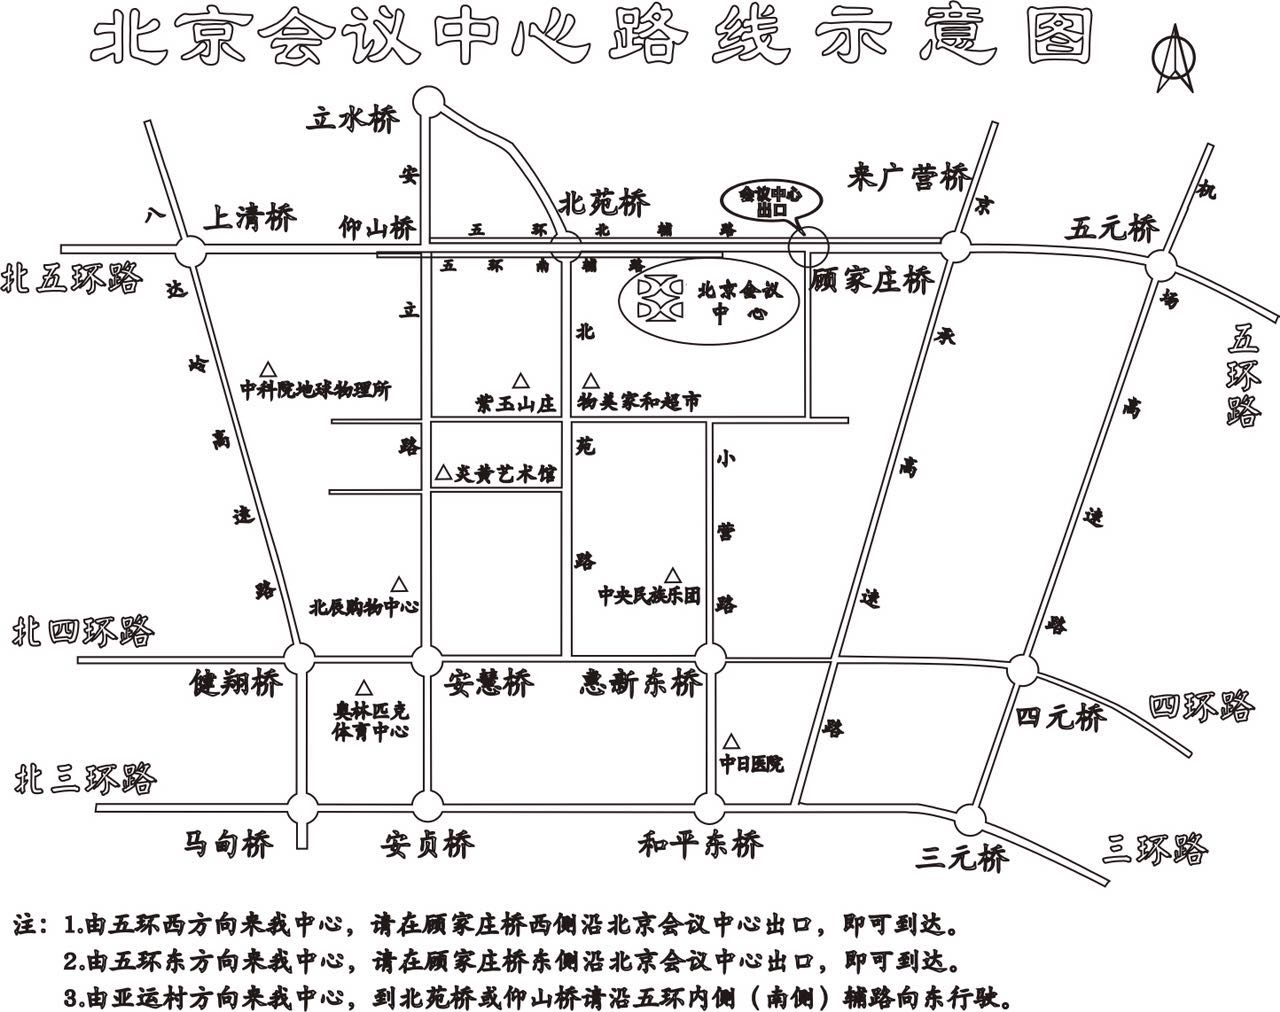 北京会议中心路线示意图
立水桥
安
来广营桥
机
会议中心
出口
北苑桥
京
八
上清桥
仰山桥
五环北辅路
五元桥
北五环路
五环南辅路
达
顾家庄桥
场
北京会议
中心
立
北
承
五环路
岭
中科院地球物理所
紫玉山庄
物美家和超市
高
高
路
苑
小
炎黄艺术馆
高
速
营
速
路
路
北辰购物中心
中央民族乐团
路
速
路
北四环路
健翔桥
安慧桥
惠新东桥
奥林匹克
体育中心
四元桥
四环路
路
中日医院
北三环路
马甸桥
安贞桥
和平东桥
三元桥
三环路
注：1.由五环西方向来我中心，请在顾家庄桥西侧沿北京会议中心出口，即可到达。
2.由五环东方向来我中心，请在顾家庄桥东侧沿北京会议中心出口，即可到达。
3.由亚运村方向来我中心，到北苑桥或仰山桥请沿五环内侧（南侧）辅路向东行驶。